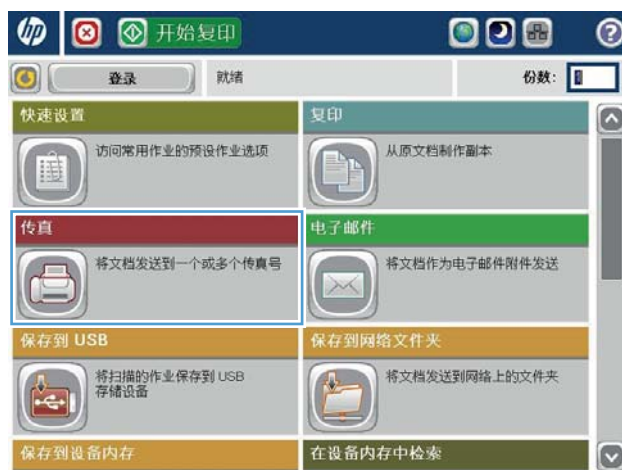 hp
开始复印
?
登录
就绪
份数: 1
快速设置
访问常用作业的预设作业选项
复印
从原文档制作副本
传真
将文档发送到一个或多个传真号
电子邮件
将文档作为电子邮件附件发送
保存到 USB
将扫描的作业保存到 USB
存储设备
保存到网络文件夹
将文档发送到网络上的文件夹
保存到设备内存
在设备内存中检索